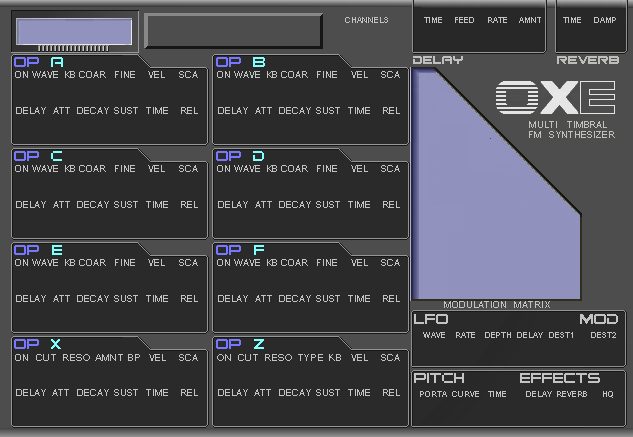 CHANNELS
TIME FEED RATE AMNT
TIME DAMP
DELAY
REVERB
OP A
ON WAVE KB COAR FINE VEL SCA
DELAY ATT DECAY SUST TIME REL
OP B
ON WAVE KB COAR FINE VEL SCA
DELAY ATT DECAY SUST TIME REL
OXE
MULTI TIMBRAL
FM SYNTHESIZER
OP C
ON WAVE KB COAR FINE VEL SCA
DELAY ATT DECAY SUST TIME REL
OP D
ON WAVE KB COAR FINE VEL SCA
DELAY ATT DECAY SUST TIME REL
OP E
ON WAVE KB COAR FINE VEL SCA
DELAY ATT DECAY SUST TIME REL
OP F
ON WAVE KB COAR FINE VEL SCA
DELAY ATT DECAY SUST TIME REL
MODULATION MATRIX
OP X
ON CUT RESO AMNT BP VEL SCA
DELAY ATT DECAY SUST TIME REL
OP Z
ON CUT RESO TYPE KB VEL SCA
DELAY ATT DECAY SUST TIME REL
LFO
MOD
WAVE RATE DEPTH DELAY DEST1 DEST2
PITCH
EFFECTS
PORTA CURVE TIME
DELAY REVERB HQ